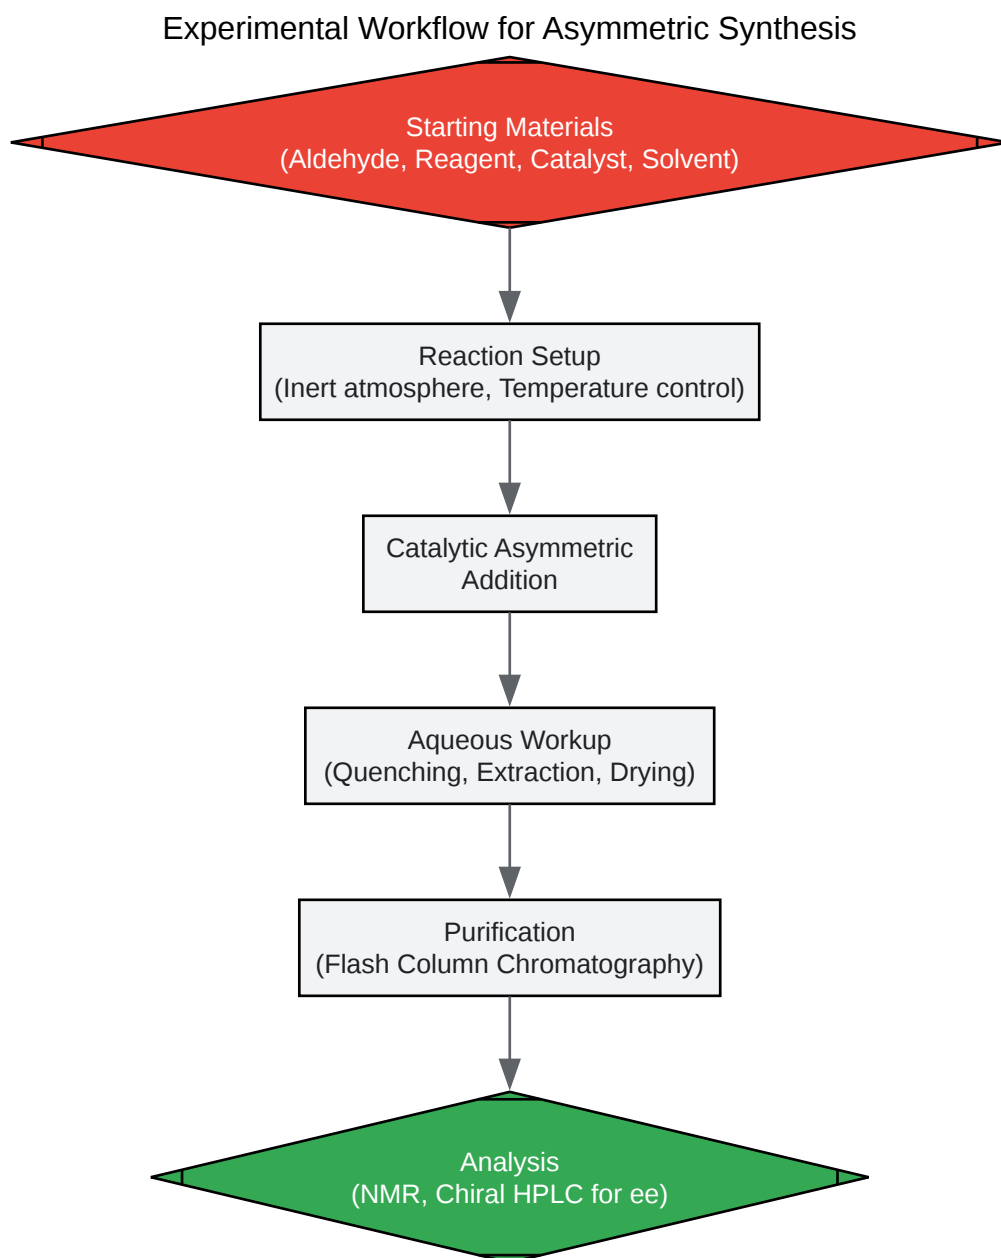 Experimental Workflow for Asymmetric Synthesis
Starting Materials
(Aldehyde, Reagent, Catalyst, Solvent)
Reaction Setup
(Inert atmosphere, Temperature control)
Catalytic Asymmetric
Addition
Aqueous Workup
(Quenching, Extraction, Drying)
Purification
(Flash Column Chromatography)
Analysis
(NMR, Chiral HPLC for ee)